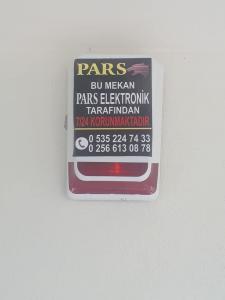 PARS
BU MEKAN
PARS ELEKTRONİK
TARAFINDAN
7/24 KORUNMAKTADIR
0 535 224 74 33
0 256 613 08 78